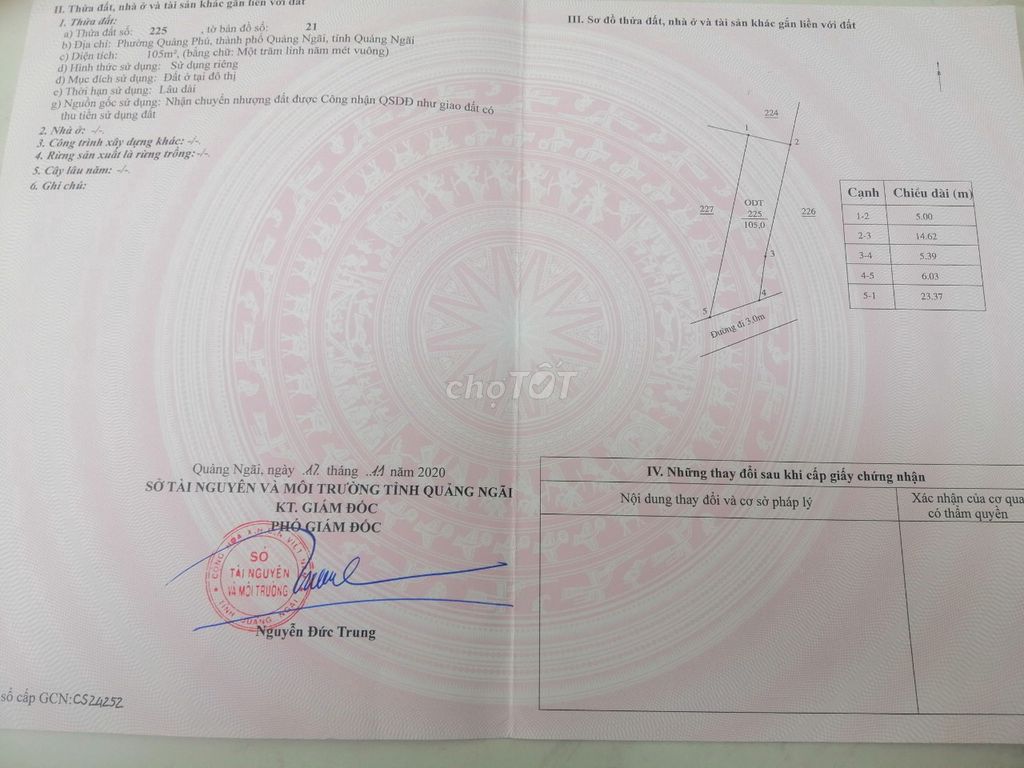 II. Thửa đất, nhà ở và tài sản khác gắn liền với đất
1. Thửa đất:
a) Thửa đất số: 225 , tờ bản đồ số: 21
b) Địa chỉ: Phường Quảng Phú, thành phố Quảng Ngãi, tỉnh Quảng Ngãi
c) Diện tích: 105m², (bằng chữ: Một trăm linh năm mét vuông)
d) Hình thức sử dụng: Sử dụng riêng
đ) Mục đích sử dụng: Đất ở tại đô thị
e) Thời hạn sử dụng: Lâu dài
g) Nguồn gốc sử dụng: Nhận chuyển nhượng đất được Công nhận QSDĐ như giao đất có
thu tiền sử dụng đất
2. Nhà ở: -/-.
3. Công trình xây dựng khác: -/-.
4. Rừng sản xuất là rừng trồng: -/-.
5. Cây lâu năm: -/-.
6. Ghi chú:
Quảng Ngãi, ngày .12. tháng ..11 năm 2020
SỞ TÀI NGUYÊN VÀ MÔI TRƯỜNG TỈNH QUẢNG NGÃI
KT. GIÁM ĐỐC
PHÓ GIÁM ĐỐC
SỞ
TÀI NGUYÊN
VÀ MÔI TRƯỜNG
TỈNH QUẢNG NGÃI
Nguyễn Đức Trung
số cấp GCN: CS24252
III. Sơ đồ thửa đất, nhà ở và tài sản khác gắn liền với đất
224
1
2
227
ODT
225
105,0
226
3
4
5
Đường đi 3.0m
Cạnh Chiều dài (m)
1-2 5.00
2-3 14.62
3-4 5.39
4-5 6.03
5-1 23.37
chợTỐT
IV. Những thay đổi sau khi cấp giấy chứng nhận
Nội dung thay đổi và cơ sở pháp lý
Xác nhận của cơ qua
có thẩm quyền